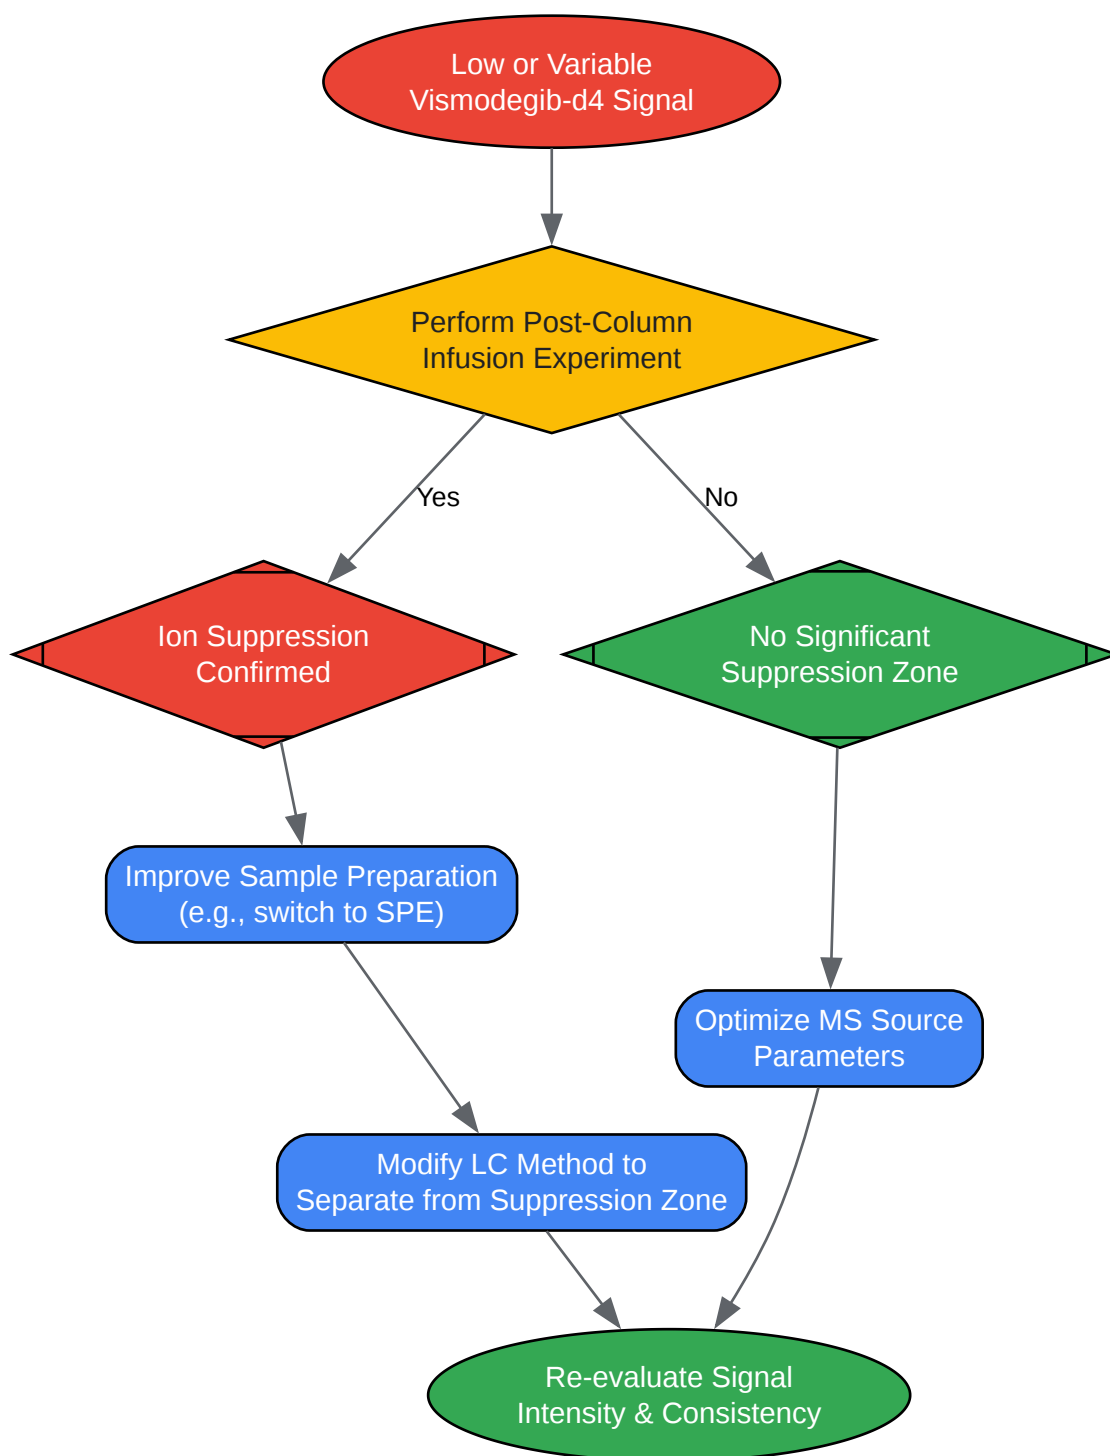 Low or Variable
Vismodegib-d4 Signal
Perform Post-Column
Infusion Experiment
Yes
No
Ion Suppression
Confirmed
No Significant
Suppression Zone
Improve Sample Preparation
(e.g., switch to SPE)
Optimize MS Source
Parameters
Modify LC Method to
Separate from Suppression Zone
Re-evaluate Signal
Intensity & Consistency